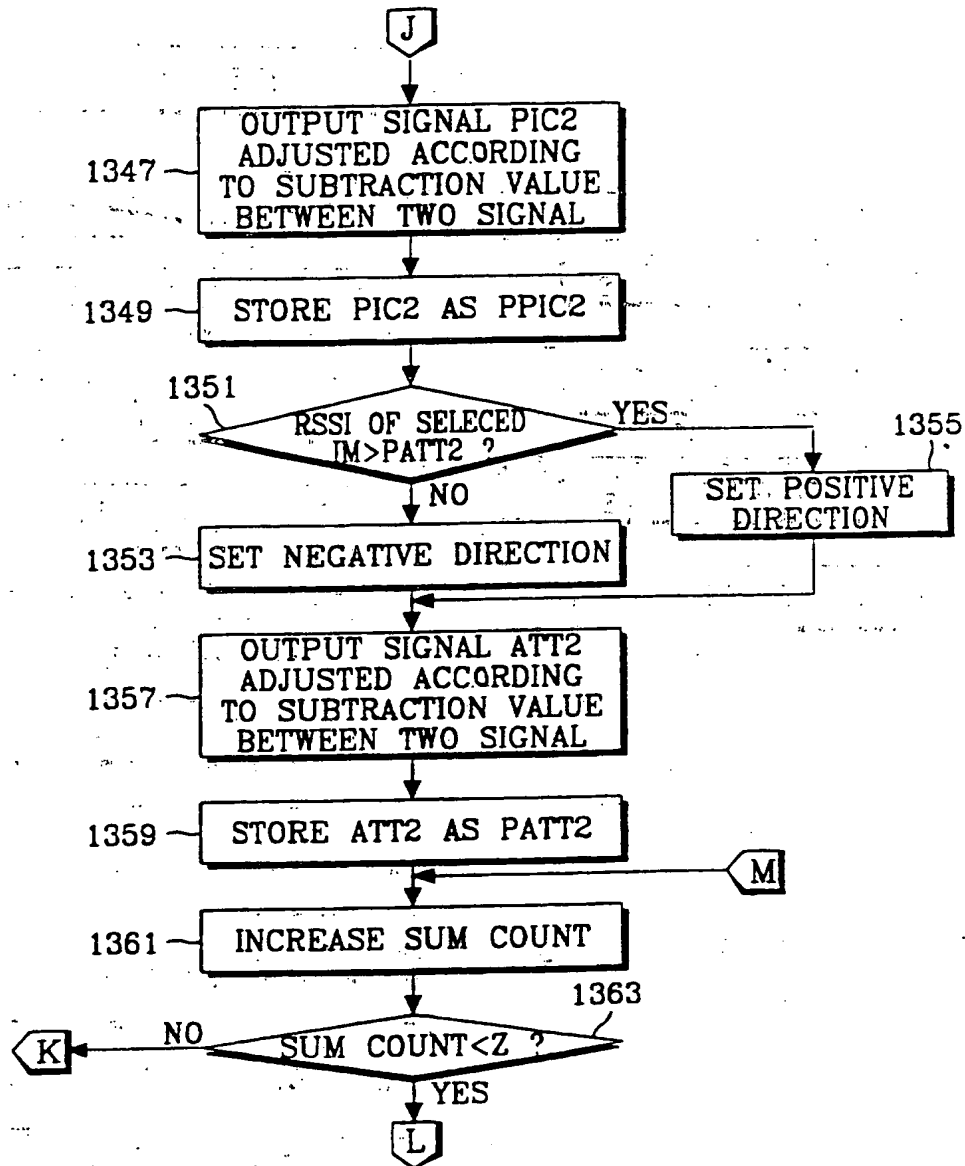 J
1347
OUTPUT SIGNAL PIC2
ADJUSTED ACCORDING
TO SUBTRACTION VALUE
BETWEEN TWO SIGNAL
1349
STORE PIC2 AS PPIC2
1351
RSSI OF SELECED
IM>PATT2 ?
YES
NO
1355
SET POSITIVE
DIRECTION
1353
SET NEGATIVE DIRECTION
1357
OUTPUT SIGNAL ATT2
ADJUSTED ACCORDING
TO SUBTRACTION VALUE
BETWEEN TWO SIGNAL
1359
STORE ATT2 AS PATT2
M
1361
INCREASE SUM COUNT
1363
SUM COUNT<Z ?
NO
K
YES
L